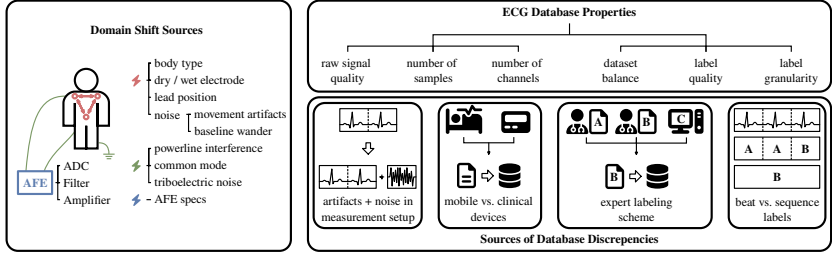 Domain Shift Sources
body type
dry / wet electrode
lead position
noise
movement artifacts
baseline wander
powerline interference
common mode
triboelectric noise
AFE specs
AFE
ADC
Filter
Amplifier
ECG Database Properties
raw signal
quality
number of
samples
number of
channels
dataset
balance
label
quality
label
granularity
artifacts + noise in
measurement setup
mobile vs. clinical
devices
A
B
C
B
expert labeling
scheme
A A B
B
beat vs. sequence
labels
Sources of Database Discrepancies